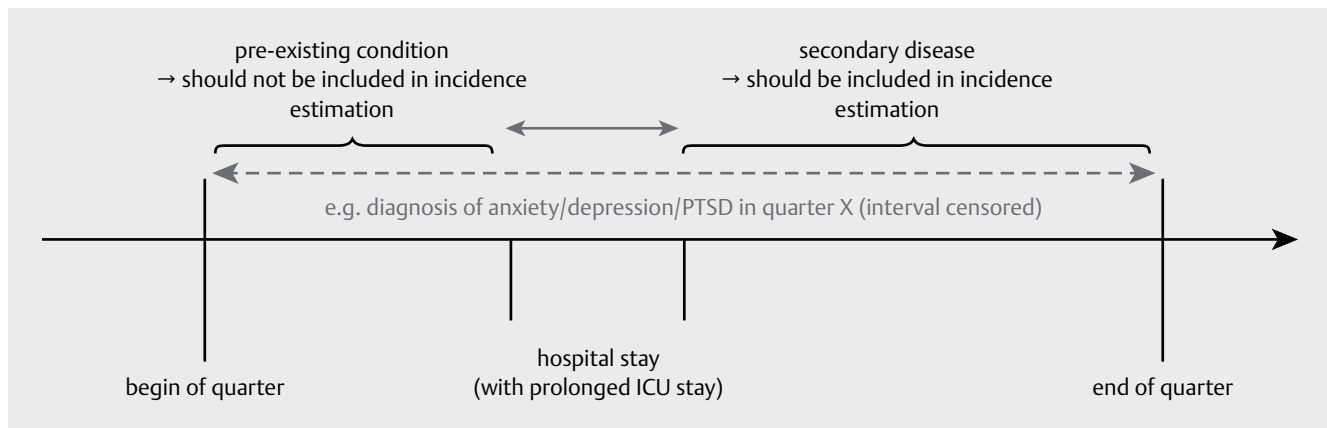 pre-existing condition
→ should not be included in incidence
estimation
secondary disease
→ should be included in incidence
estimation
e.g. diagnosis of anxiety/depression/PTSD in quarter X (interval censored)
hospital stay
(with prolonged ICU stay)
begin of quarter
end of quarter